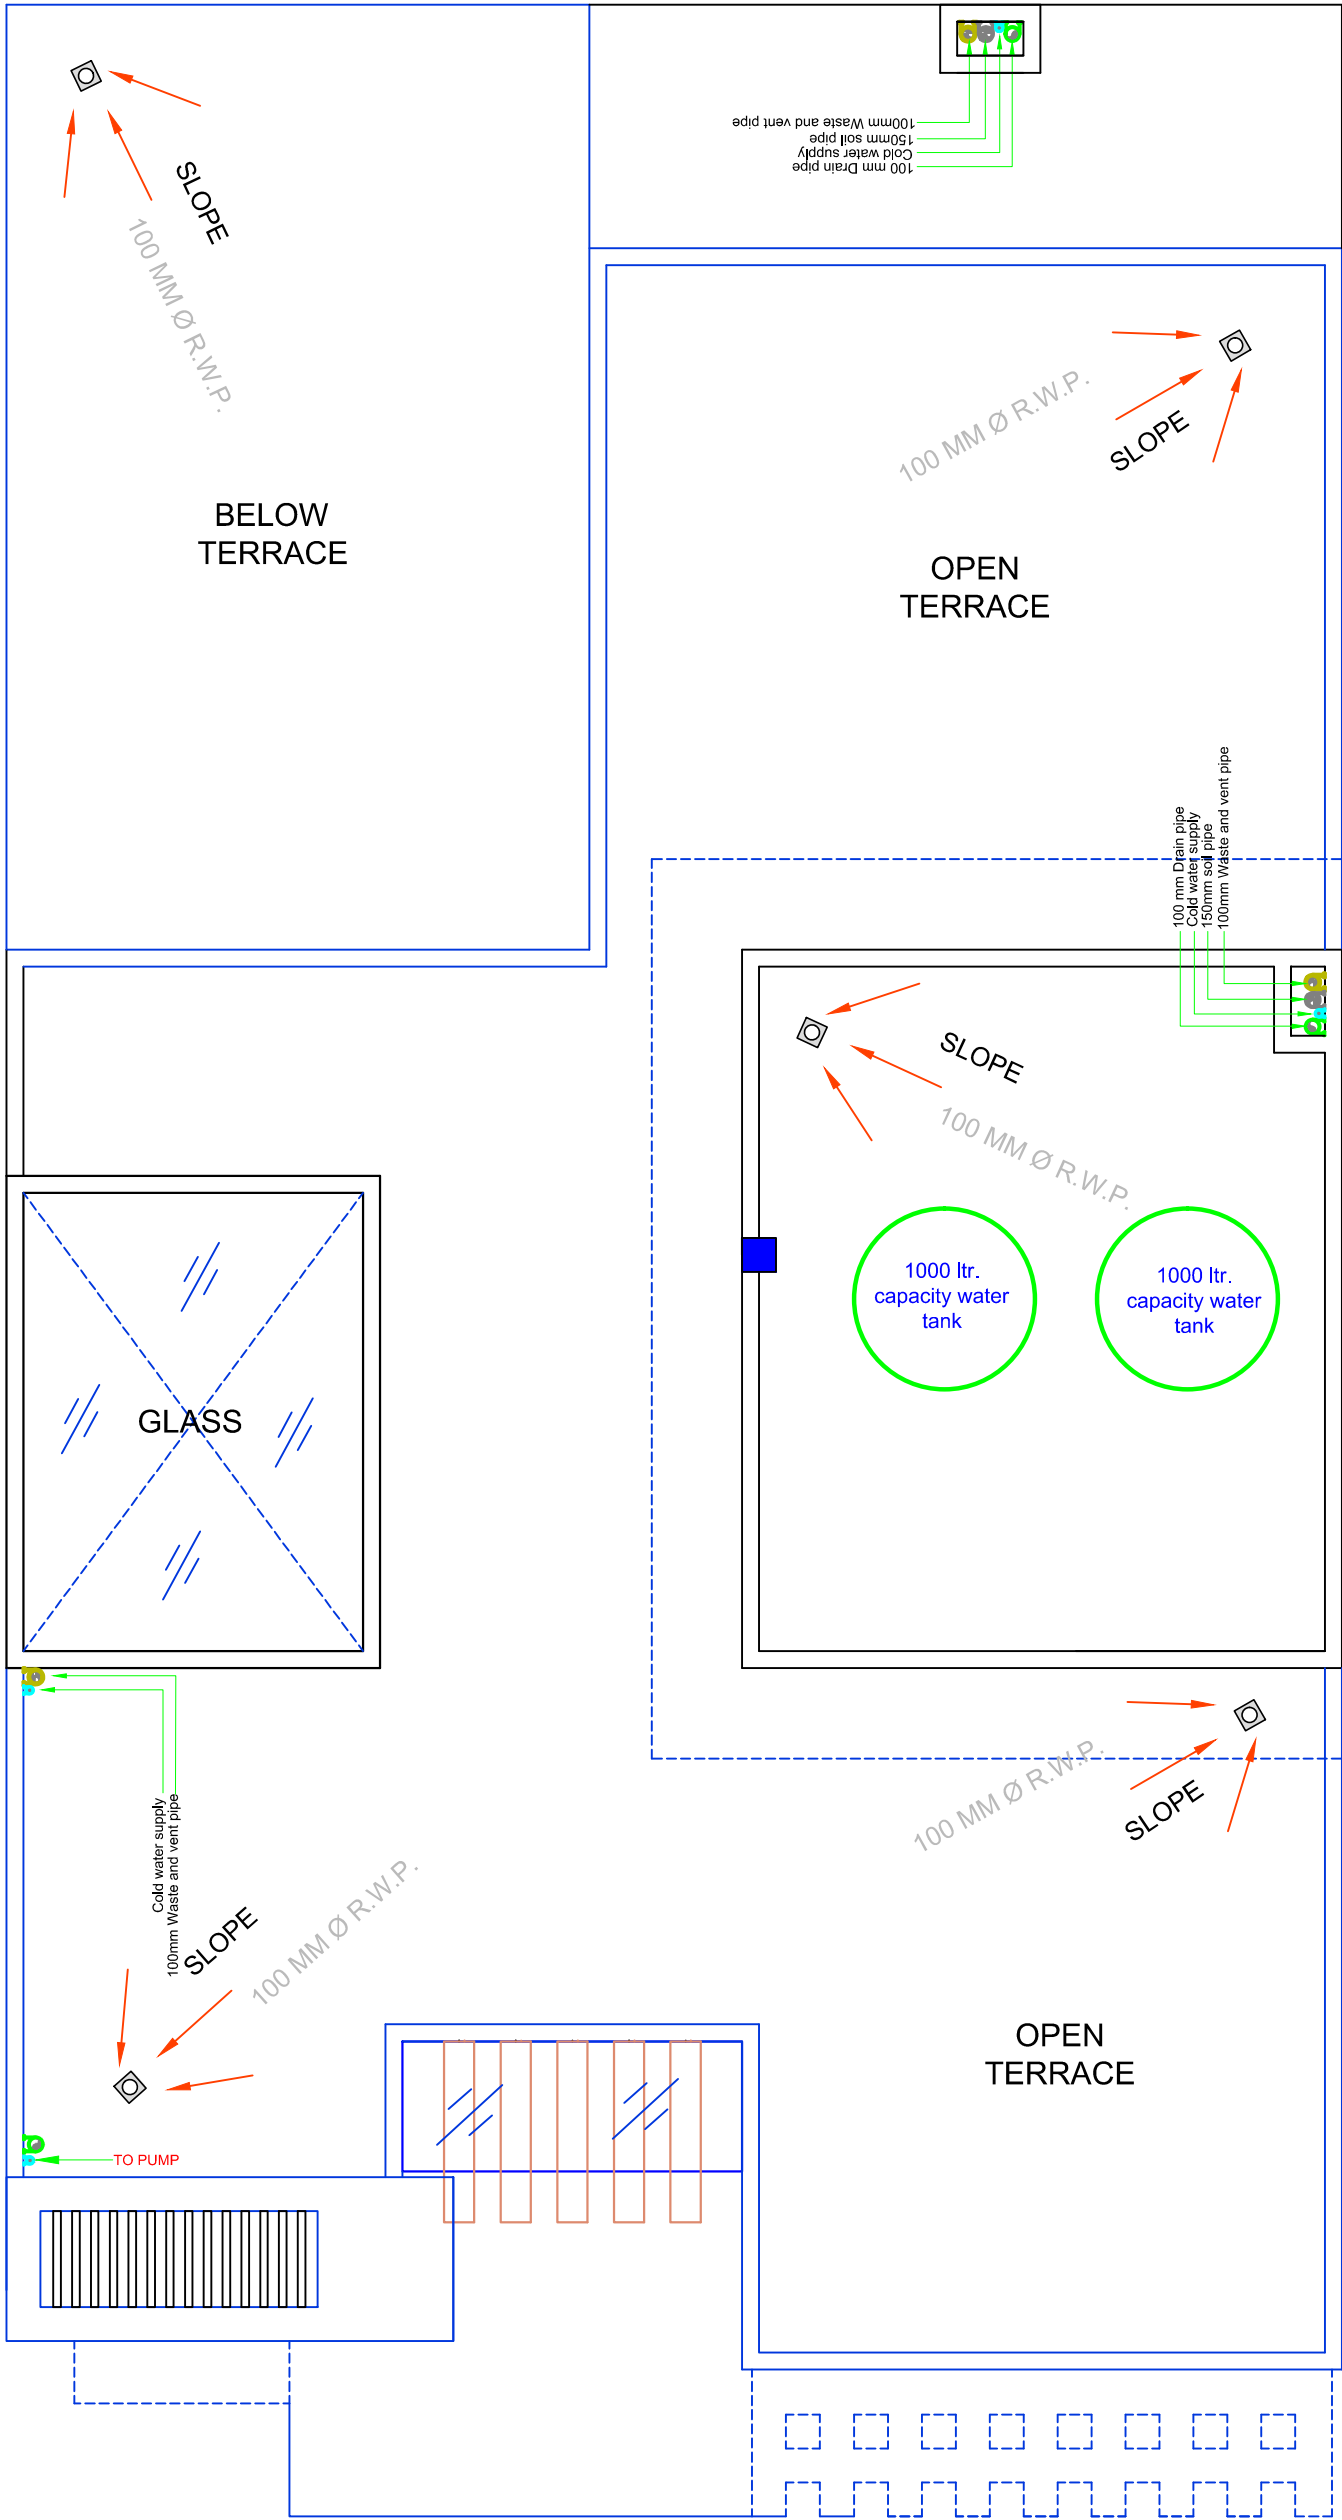 100mm Waste and vent pipe
150mm soil pipe
Cold water supply
100 mm Drain pipe
SLOPE
100 MM Ø R.W.P.
100 MM Ø R.W.P.
SLOPE
BELOW
TERRACE
OPEN
TERRACE
100 mm Drain pipe
Cold water supply
150mm soil pipe
100mm Waste and vent pipe
SLOPE
100 MM Ø R.W.P.
1000 ltr.
capacity water
tank
1000 ltr.
capacity water
tank
GLASS
100 MM Ø R.W.P.
SLOPE
Cold water supply
100mm Waste and vent pipe
SLOPE
100 MM Ø R.W.P.
OPEN
TERRACE
TO PUMP